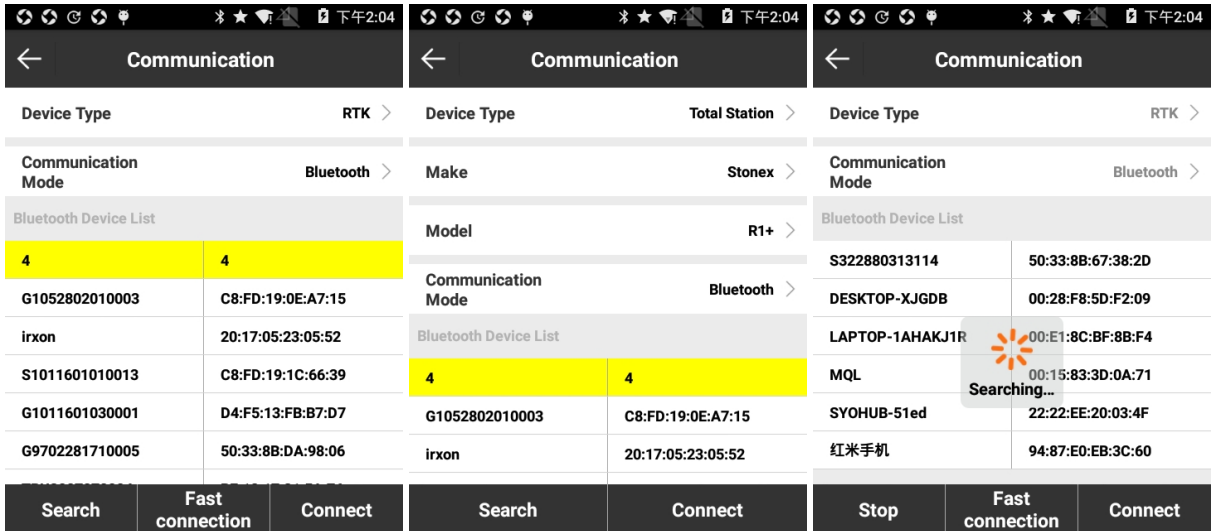 下午2:04
Communication
Device Type RTK
Communication
Mode Bluetooth
Bluetooth Device List
4 4
G1052802010003 C8:FD:19:0E:A7:15
irxon 20:17:05:23:05:52
S1011601010013 C8:FD:19:1C:66:39
G1011601030001 D4:F5:13:FB:B7:D7
G9702281710005 50:33:8B:DA:98:06
Search Fast connection Connect
下午2:04
Communication
Device Type Total Station
Make Stonex
Model R1+
Communication
Mode Bluetooth
Bluetooth Device List
4 4
G1052802010003 C8:FD:19:0E:A7:15
irxon 20:17:05:23:05:52
Search Connect
下午2:04
Communication
Device Type RTK
Communication
Mode Bluetooth
Bluetooth Device List
S322880313114 50:33:8B:67:38:2D
DESKTOP-XJGDB 00:28:F8:5D:F2:09
LAPTOP-1AHAKJ1R 00:E1:8C:BF:8B:F4
MQL 00:15:83:3D:0A:71
Searching...
SYOHUB-51ed 22:22:EE:20:03:4F
红米手机 94:87:E0:EB:3C:60
Stop Fast connection Connect